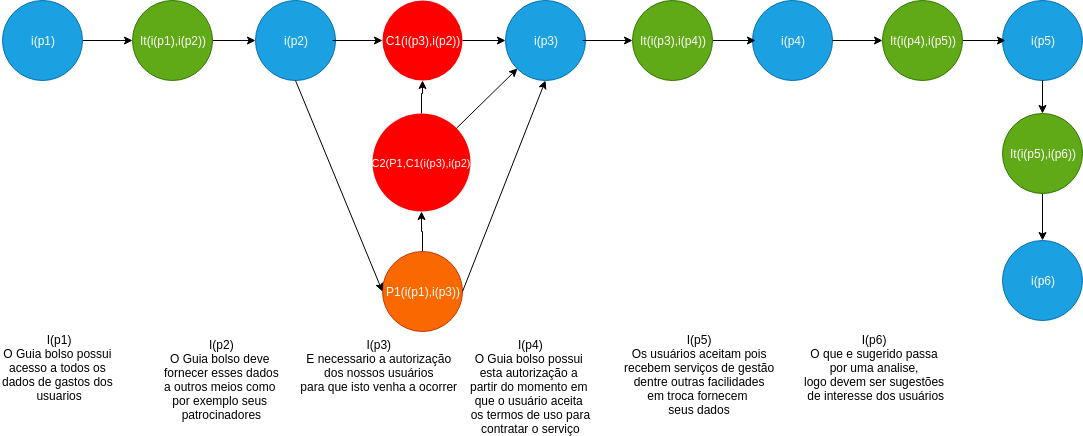 i(p1)
It(i(p1),i(p2))
i(p2)
C1(i(p3),i(p2))
i(p3)
It(i(p3),i(p4))
i(p4)
It(i(p4),i(p5))
i(p5)
C2(P1,C1(i(p3),i(p2)
It(i(p5),i(p6))
P1(i(p1),i(p3))
i(p6)
I(p1)
O Guia bolso possui
acesso a todos os
dados de gastos dos
usuarios
I(p2)
O Guia bolso deve
fornecer esses dados
a outros meios como
por exemplo seus
patrocinadores
I(p3)
E necessario a autorização
dos nossos usuários
para que isto venha a ocorrer
I(p4)
O Guia bolso possui
esta autorização a
partir do momento em
que o usuário aceita
os termos de uso para
contratar o serviço
I(p5)
Os usuários aceitam pois
recebem serviços de gestão
dentre outras facilidades
em troca fornecem
seus dados
I(p6)
O que e sugerido passa
por uma analise,
logo devem ser sugestões
de interesse dos usuários